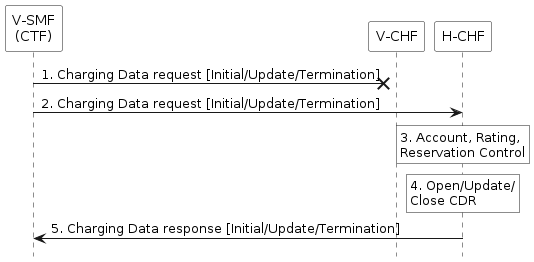 V-SMF
(CTF)
V-CHF
H-CHF
1. Charging Data request [Initial/Update/Termination]
2. Charging Data request [Initial/Update/Termination]
3. Account, Rating,
Reservation Control
4. Open/Update/
Close CDR
5. Charging Data response [Initial/Update/Termination]